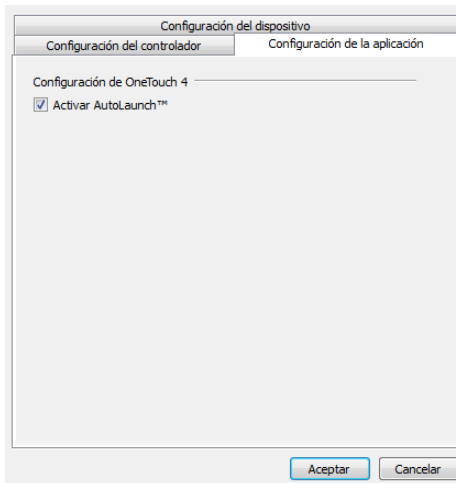 Configuración del dispositivo
Configuración del controlador
Configuración de la aplicación
Configuración de OneTouch 4
Activar AutoLaunch™
Aceptar
Cancelar